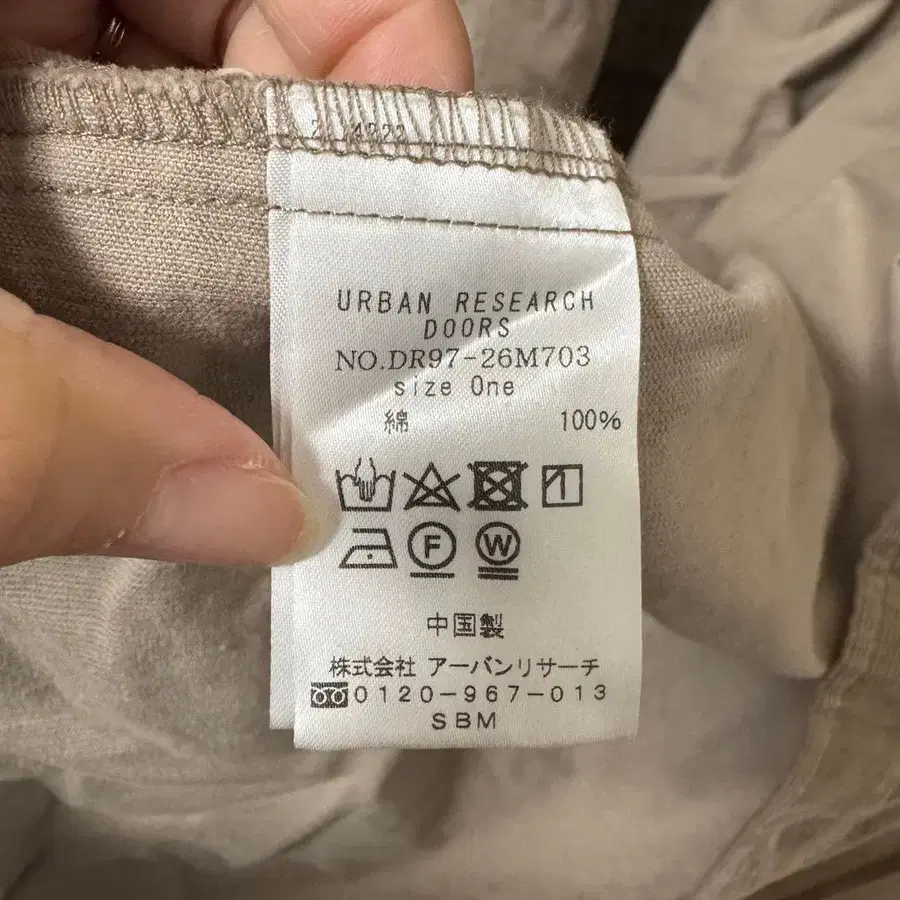 URBAN RESEARCH
DOORS
NO.DR97-26M703
size One
綿 100%
F W
中国製
株式会社 アーバンリサーチ
0120-967-013
SBM